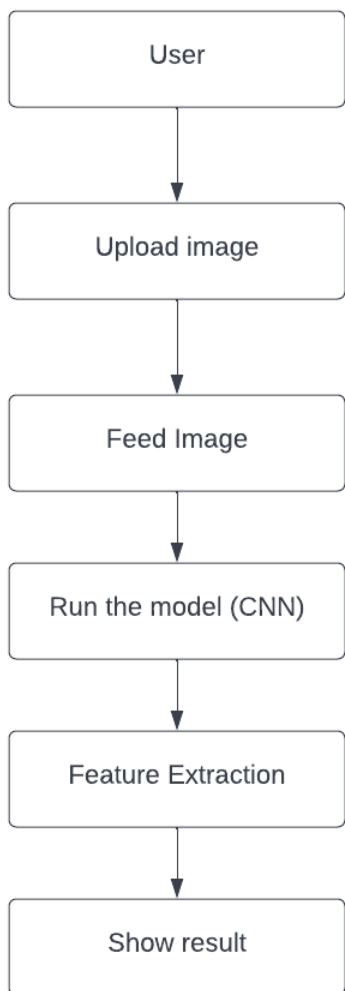 User
Upload image
Feed Image
Run the model (CNN)
Feature Extraction
Show result